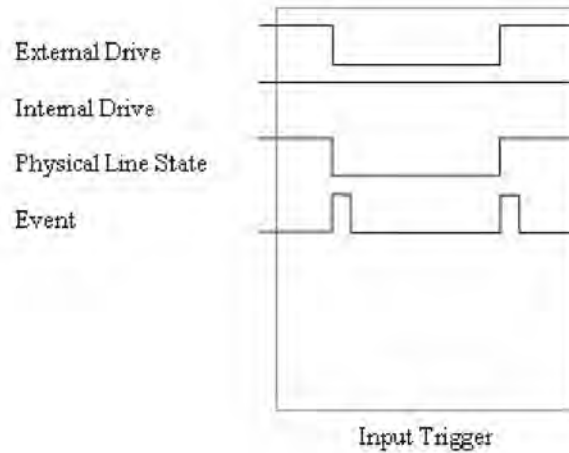 External Drive
Internal Drive
Physical Line State
Event
Input Trigger